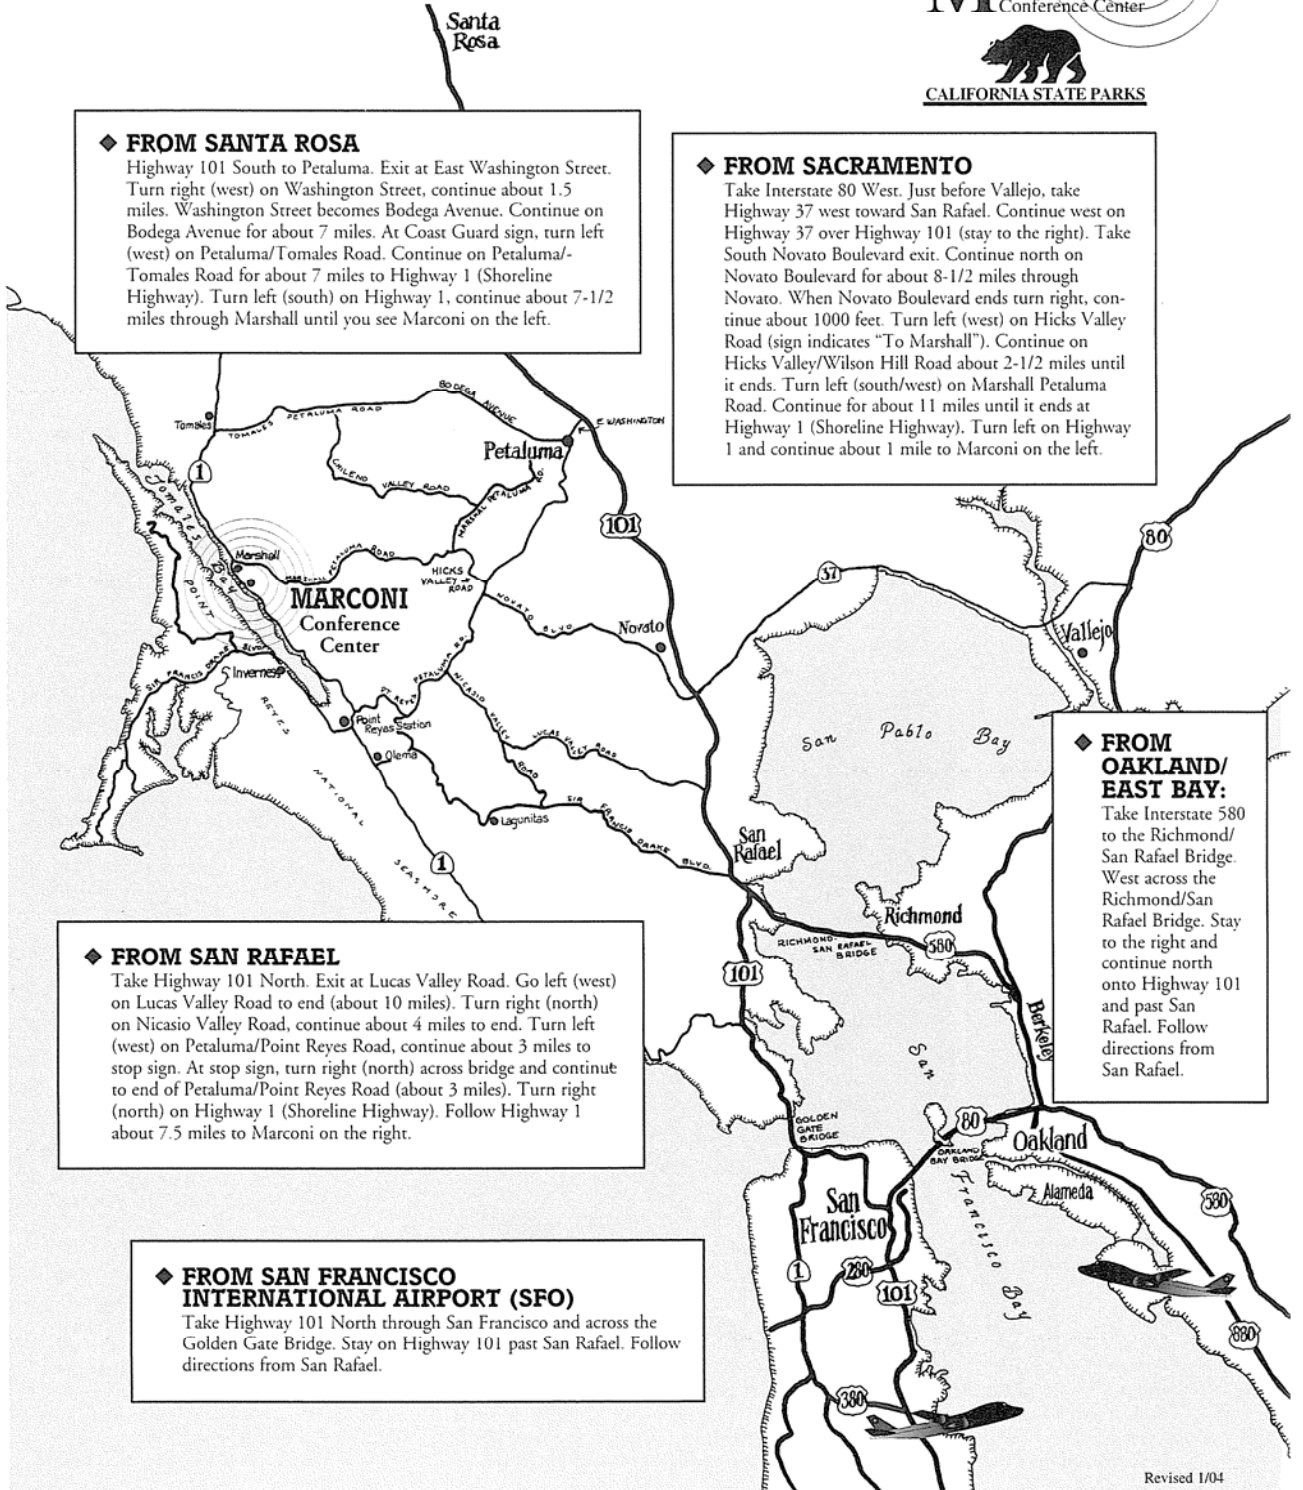 Santa
Rosa
Conference Center
CALIFORNIA STATE PARKS
◆ FROM SANTA ROSA
Highway 101 South to Petaluma. Exit at East Washington Street.
Turn right (west) on Washington Street, continue about 1.5
miles. Washington Street becomes Bodega Avenue. Continue on
Bodega Avenue for about 7 miles. At Coast Guard sign, turn left
(west) on Petaluma/Tomales Road. Continue on Petaluma/-
Tomales Road for about 7 miles to Highway 1 (Shoreline
Highway). Turn left (south) on Highway 1, continue about 7-1/2
miles through Marshall until you see Marconi on the left.
◆ FROM SACRAMENTO
Take Interstate 80 West. Just before Vallejo, take
Highway 37 west toward San Rafael. Continue west on
Highway 37 over Highway 101 (stay to the right). Take
South Novato Boulevard exit. Continue north on
Novato Boulevard for about 8-1/2 miles through
Novato. When Novato Boulevard ends turn right, con-
tinue about 1000 feet. Turn left (west) on Hicks Valley
Road (sign indicates "To Marshall"). Continue on
Hicks Valley/Wilson Hill Road about 2-1/2 miles until
it ends. Turn left (south/west) on Marshall Petaluma
Road. Continue for about 11 miles until it ends at
Highway 1 (Shoreline Highway). Turn left on Highway
1 and continue about 1 mile to Marconi on the left.
BODEGA AVENUE
TOMALES PETALUMA ROAD
Tomales
E WASHINGTON
Petaluma
1
CHILENO VALLEY ROAD
MARSHAL PETALUMA RD.
101
80
Tomales Bay
Marshall
MARSHALL PETALUMA ROAD
HICKS
VALLEY
ROAD
37
MARCONI
Conference
Center
POINT
REYES
NATIONAL
SEASHORE
NOVATO BLVD
Novato
Vallejo
SIR FRANCIS DRAKE BLVD
Inverness
PT. REYES PETALUMA RD.
NICASIO VALLEY ROAD
Point
Reyes Station
LUCAS VALLEY ROAD
Olema
San Pablo Bay
Lagunitas
SIR FRANCIS DRAKE BLVD.
1
San
Rafael
◆ FROM
OAKLAND/
EAST BAY:
Take Interstate 580
to the Richmond/
San Rafael Bridge.
West across the
Richmond/San
Rafael Bridge. Stay
to the right and
continue north
onto Highway 101
and past San
Rafael. Follow
directions from
San Rafael.
Richmond
RICHMOND-
SAN RAFAEL
BRIDGE
580
101
◆ FROM SAN RAFAEL
Take Highway 101 North. Exit at Lucas Valley Road. Go left (west)
on Lucas Valley Road to end (about 10 miles). Turn right (north)
on Nicasio Valley Road, continue about 4 miles to end. Turn left
(west) on Petaluma/Point Reyes Road, continue about 3 miles to
stop sign. At stop sign, turn right (north) across bridge and continue
to end of Petaluma/Point Reyes Road (about 3 miles). Turn right
(north) on Highway 1 (Shoreline Highway). Follow Highway 1
about 7.5 miles to Marconi on the right.
Berkeley
San Francisco Bay
GOLDEN
GATE
BRIDGE
80
OAKLAND
BAY BRIDGE
Oakland
Alameda
580
San
Francisco
1
280
101
880
380
◆ FROM SAN FRANCISCO
INTERNATIONAL AIRPORT (SFO)
Take Highway 101 North through San Francisco and across the
Golden Gate Bridge. Stay on Highway 101 past San Rafael. Follow
directions from San Rafael.
Revised 1/04